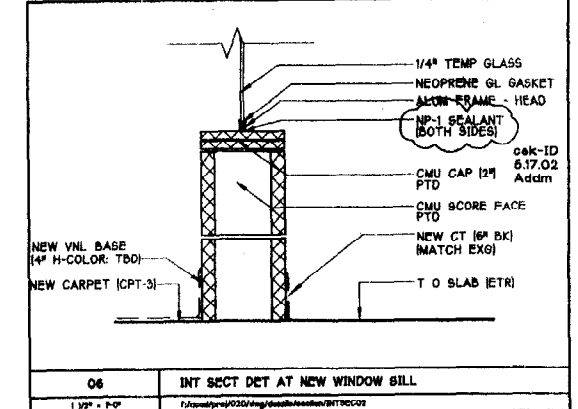 1/4" TEMP GLASS
NEOPRENE GL GASKET
ALUM FRAME - HEAD
NP-1 SEALANT
(BOTH SIDES)
csk-ID
6.17.02
Addm
CMU CAP (2")
PTD
CMU SCORE FACE
PTD
NEW CT (6" BK)
(MATCH EXG)
T O SLAB (ETR)
NEW VNL BASE
(4" H-COLOR: TBD)
NEW CARPET (CPT-3)
06
INT SECT DET AT NEW WINDOW SILL
1 1/2" = 1'-0"